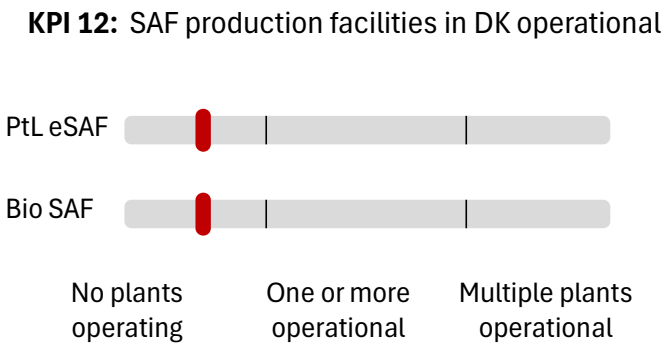 KPI 12: SAF production facilities in DK operational
PtL eSAF
Bio SAF
No plants operating
One or more operational
Multiple plants operational